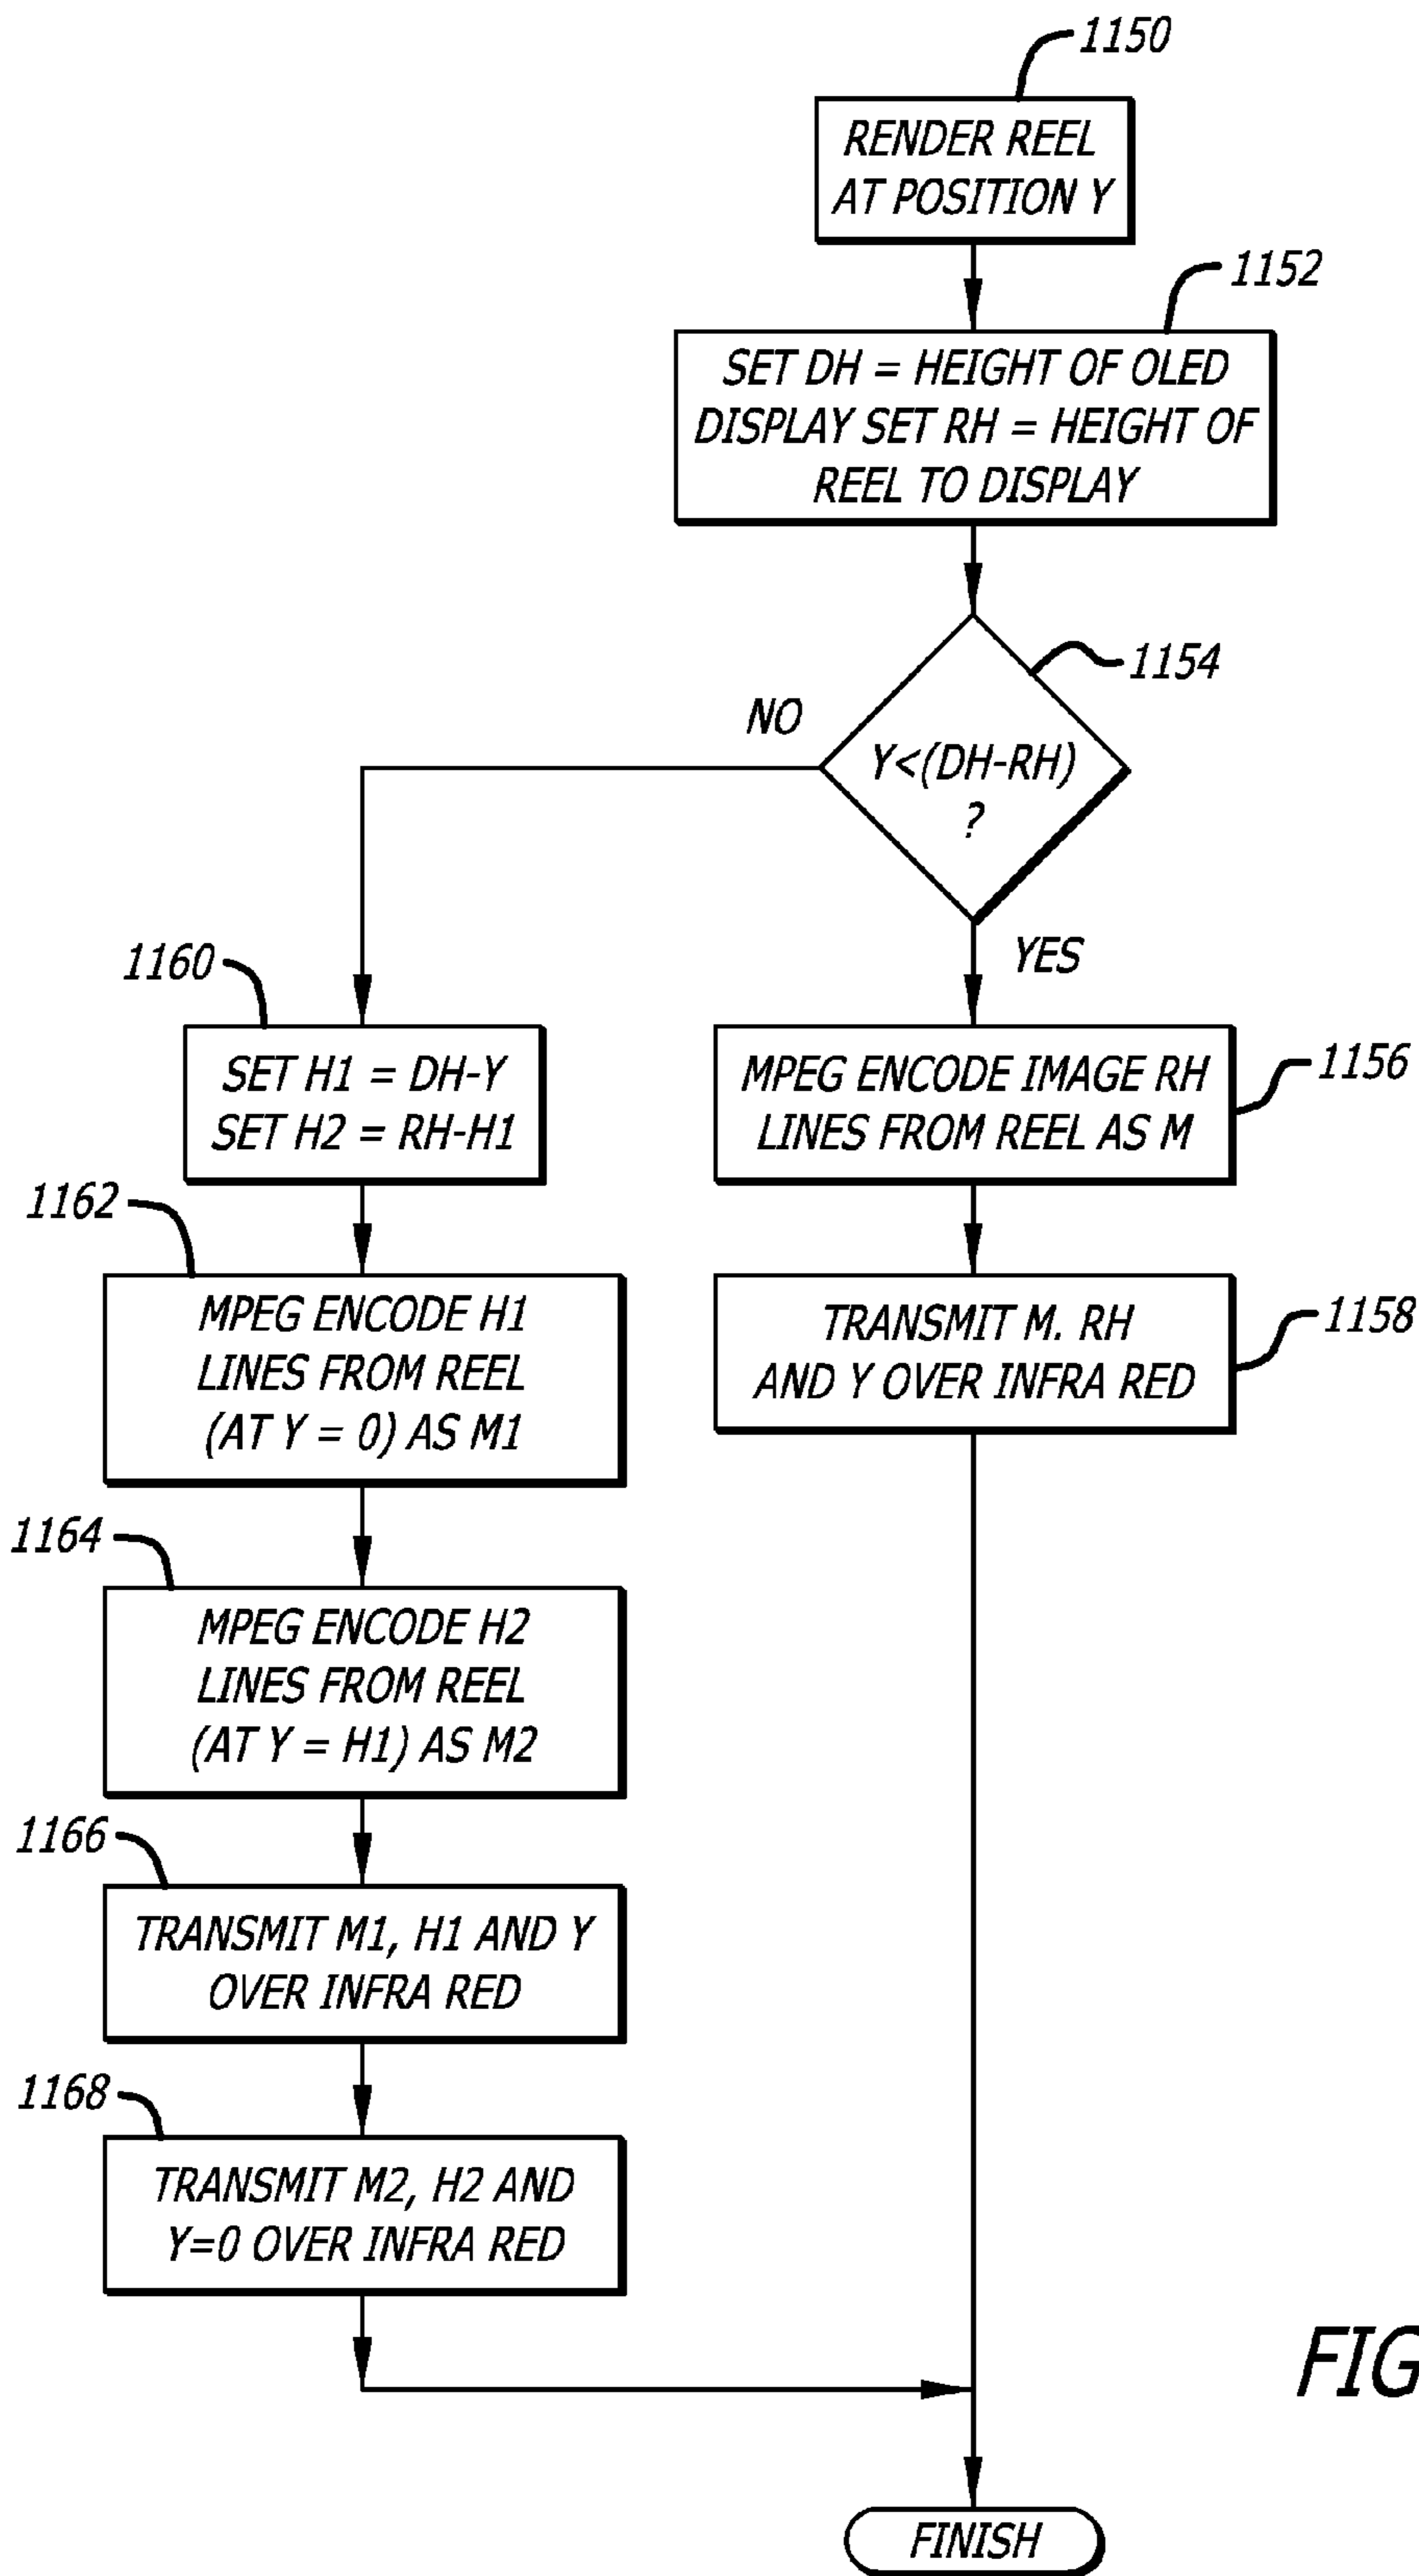 1150
RENDER REEL
AT POSITION Y
1152
SET DH = HEIGHT OF OLED
DISPLAY SET RH = HEIGHT OF
REEL TO DISPLAY
1154
Y<(DH-RH)
?
NO
YES
1156
MPEG ENCODE IMAGE RH
LINES FROM REEL AS M
1158
TRANSMIT M. RH
AND Y OVER INFRA RED
1160
SET H1 = DH-Y
SET H2 = RH-H1
1162
MPEG ENCODE H1
LINES FROM REEL
(AT Y = 0) AS M1
1164
MPEG ENCODE H2
LINES FROM REEL
(AT Y = H1) AS M2
1166
TRANSMIT M1, H1 AND Y
OVER INFRA RED
1168
TRANSMIT M2, H2 AND
Y=0 OVER INFRA RED
FINISH
FIG